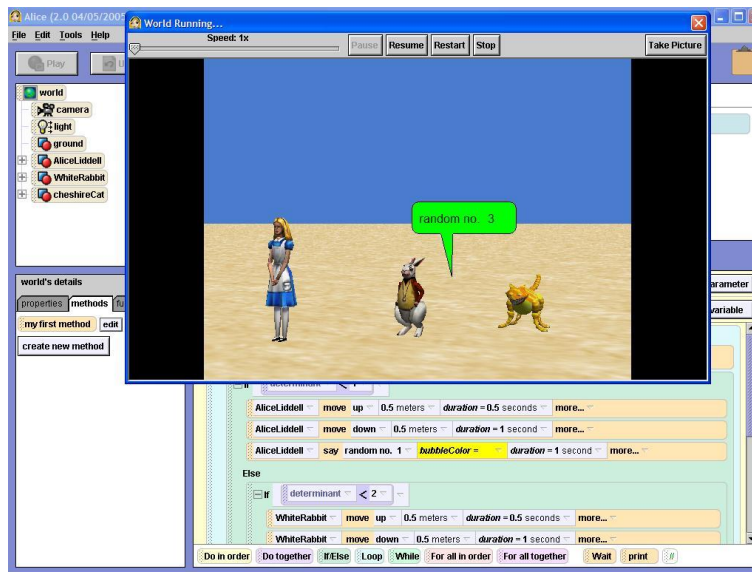 Alice (2.0 04/05/2005
World Running...
File Edit Tools Help
Speed: 1x
Pause Resume Restart Stop
Take Picture
Play
world
camera
light
ground
AliceLiddell
WhiteRabbit
cheshireCat
random no. 3
world's details
properties methods fu
my first method edit
create new method
arameter
variable
AliceLiddell move up 0.5 meters duration = 0.5 seconds more...
AliceLiddell move down 0.5 meters duration = 1 second more...
AliceLiddell say random no. 1 bubbleColor = duration = 1 second more...
Else
If determinant < 2
WhiteRabbit move up 0.5 meters duration = 0.5 seconds more...
WhiteRabbit move down 0.5 meters duration = 1 second more...
Do in order Do together If/Else Loop While For all in order For all together Wait print //